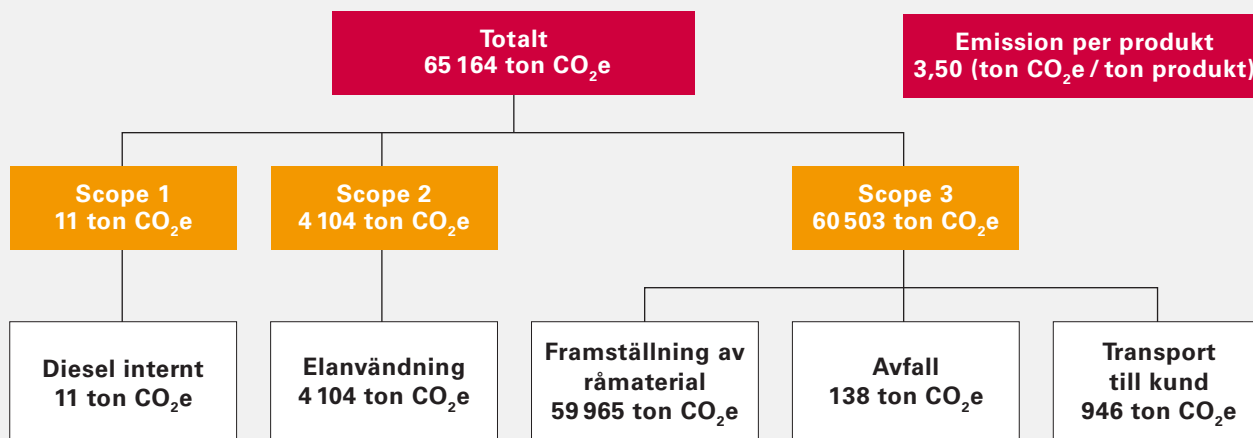 Totalt
65 164 ton CO₂e
Emission per produkt
3,50 (ton CO₂e / ton produkt)
Scope 1
11 ton CO₂e
Scope 2
4 104 ton CO₂e
Scope 3
60 503 ton CO₂e
Diesel internt
11 ton CO₂e
Elanvändning
4 104 ton CO₂e
Framställning av
råmaterial
59 965 ton CO₂e
Avfall
138 ton CO₂e
Transport
till kund
946 ton CO₂e